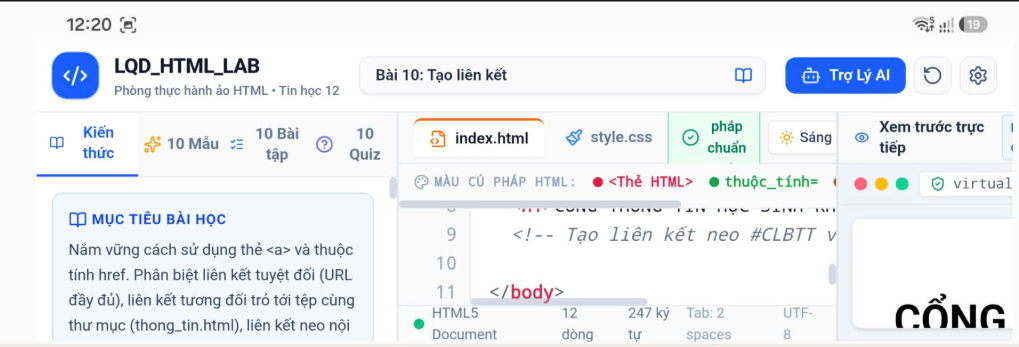 12:20
5
19
</>
LQD_HTML_LAB
Phòng thực hành ảo HTML • Tin học 12
Bài 10: Tạo liên kết
Trợ Lý AI
Kiến thức
10 Mẫu
10 Bài tập
10 Quiz
MỤC TIÊU BÀI HỌC
Nắm vững cách sử dụng thẻ <a> và thuộc
tính href. Phân biệt liên kết tuyệt đối (URL
đầy đủ), liên kết tương đối trỏ tới tệp cùng
thư mục (thong_tin.html), liên kết neo nội
index.html
style.css
pháp
chuẩn
Sáng
MÀU CÚ PHÁP HTML: <Thẻ HTML> thuộc_tính=
9 <!-- Tạo liên kết neo #CLBTT v
10
11 </body>
HTML5 Document
12 dòng
247 ký tự
Tab: 2 spaces
UTF-8
Xem trước trực tiếp
virtual
CỔNG